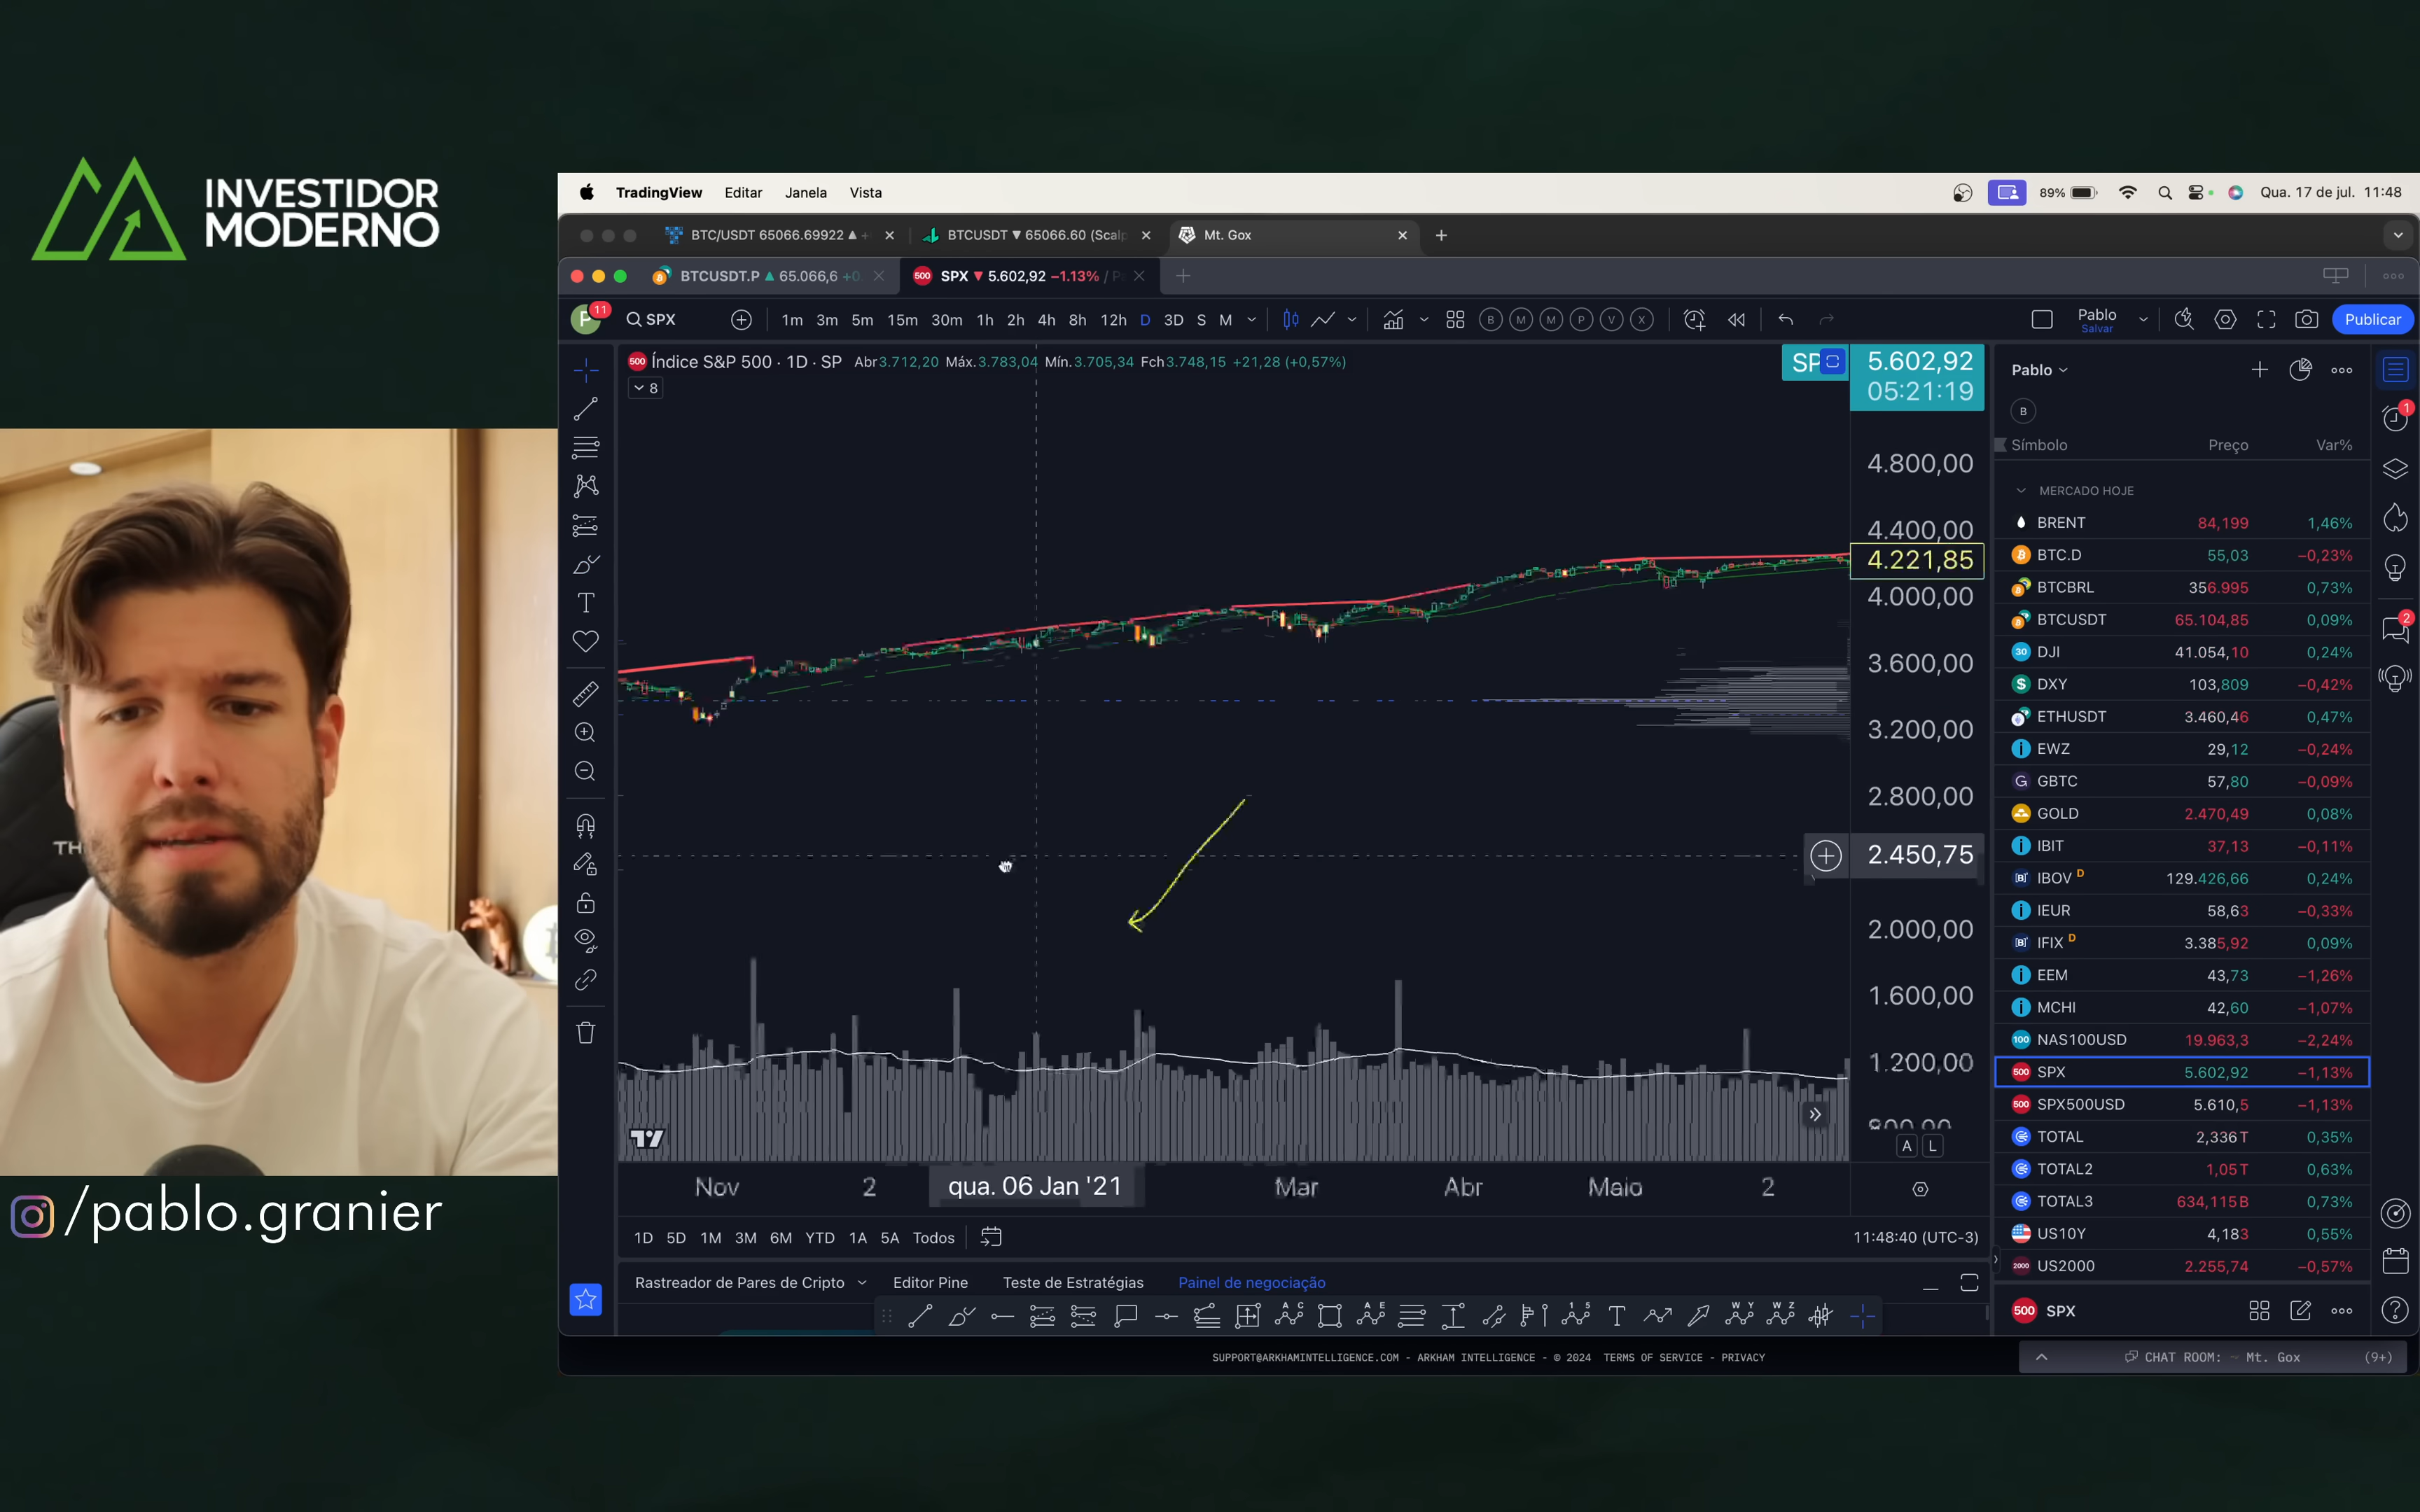 INVESTIDOR
MODERNO
TradingView Editar Janela Vista
89% Qua. 17 de jul. 11:48
BTC/USDT 65066.69922 ▲ +
BTCUSDT ▼ 65066.60 (Scalp
Mt. Gox
BTCUSDT.P ▲ 65.066,6 +0.
500 SPX ▼ 5.602,92 −1.13% / P
P 11 SPX 1m 3m 5m 15m 30m 1h 2h 4h 8h 12h D 3D S M B M M P V X Pablo Publicar
Salvar
500 Índice S&P 500 · 1D · SP Abr3.712,20 Máx.3.783,04 Mín.3.705,34 Fch3.748,15 +21,28 (+0,57%)
8
SP
5.602,92
05:21:19
4.800,00
4.400,00
4.221,85
4.000,00
3.600,00
3.200,00
2.800,00
2.450,75
2.000,00
1.600,00
1.200,00
A L
Nov 2 qua. 06 Jan '21 Mar Abr Maio 2
1D 5D 1M 3M 6M YTD 1A 5A Todos 11:48:40 (UTC-3)
Rastreador de Pares de Cripto Editor Pine Teste de Estratégias Painel de negociação
Pablo
B
Símbolo Preço Var%
MERCADO HOJE
BRENT 84,199 1,46%
BTC.D 55,03 −0,23%
BTCBRL 356.995 0,73%
BTCUSDT 65.104,85 0,09%
30 DJI 41.054,10 0,24%
DXY 103,809 −0,42%
ETHUSDT 3.460,46 0,47%
EWZ 29,12 −0,24%
GBTC 57,80 −0,09%
GOLD 2.470,49 0,08%
IBIT 37,13 −0,11%
IBOV D 129.426,66 0,24%
IEUR 58,63 −0,33%
IFIX D 3.385,92 0,09%
EEM 43,73 −1,26%
MCHI 42,60 −1,07%
100 NAS100USD 19.963,3 −2,24%
500 SPX 5.602,92 −1,13%
500 SPX500USD 5.610,5 −1,13%
TOTAL 2,336 T 0,35%
TOTAL2 1,05 T 0,63%
TOTAL3 634,115 B 0,73%
US10Y 4,183 0,55%
2000 US2000 2.255,74 −0,57%
500 SPX
1
2
TH
/pablo.granier
SUPPORT@ARKHAMINTELLIGENCE.COM - ARKHAM INTELLIGENCE - © 2024 TERMS OF SERVICE - PRIVACY
CHAT ROOM: Mt. Gox (9+)